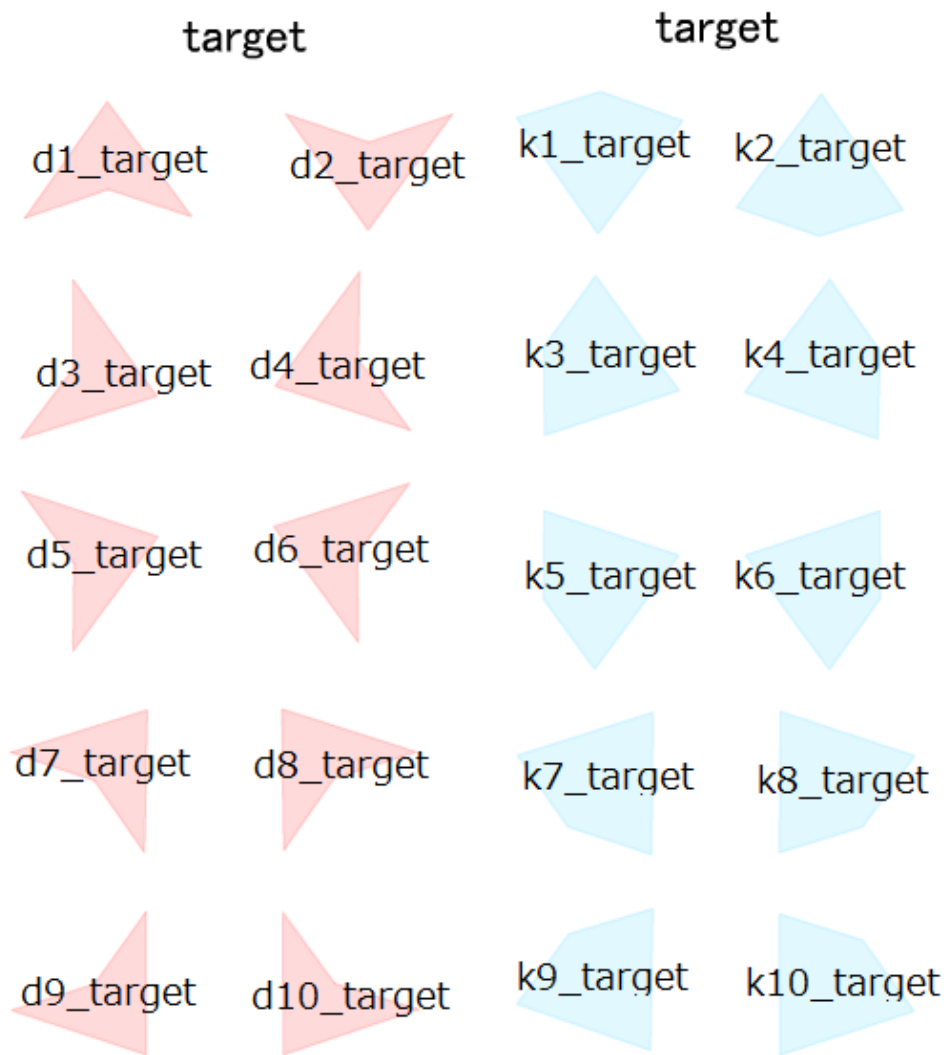 target target
d1_target d2_target k1_target k2_target
d3_target d4_target k3_target k4_target
d5_target d6_target k5_target k6_target
d7_target d8_target k7_target k8_target
d9_target d10_target k9_target k10_target